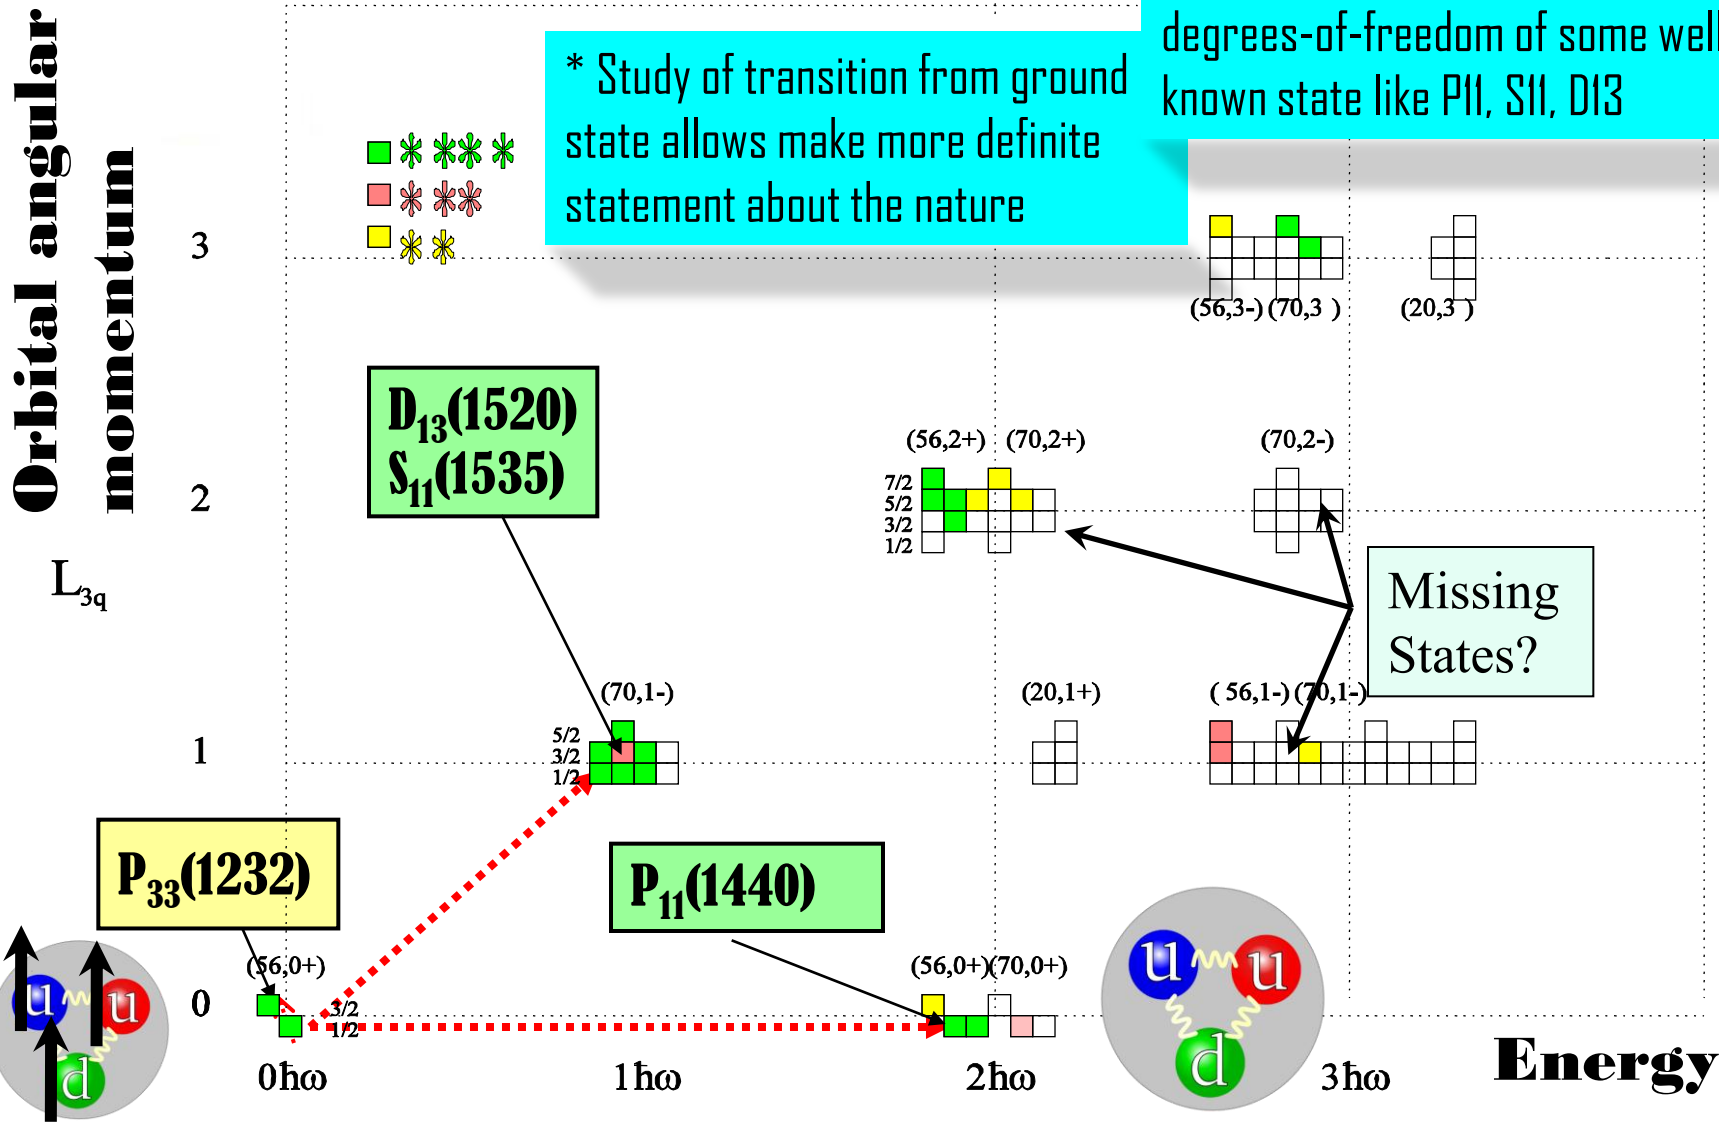 degrees-of-freedom of some well
known state like P11, S11, D13
* Study of transition from ground
state allows make more definite
statement about the nature
Orbital angular
momentum
L3q
* * * *
* * *
* *
3
(56,3-) (70,3 ) (20,3 )
D13(1520)
S11(1535)
(56,2+) (70,2+) (70,2-)
2
7/2
5/2
3/2
1/2
Missing
States?
(70,1-) (20,1+) ( 56,1-) (70,1-)
1
5/2
3/2
1/2
P33(1232)
P11(1440)
(56,0+) (56,0+)(70,0+)
0
3/2
1/2
u u
d
u u
d
0ħω 1ħω 2ħω 3ħω
Energy